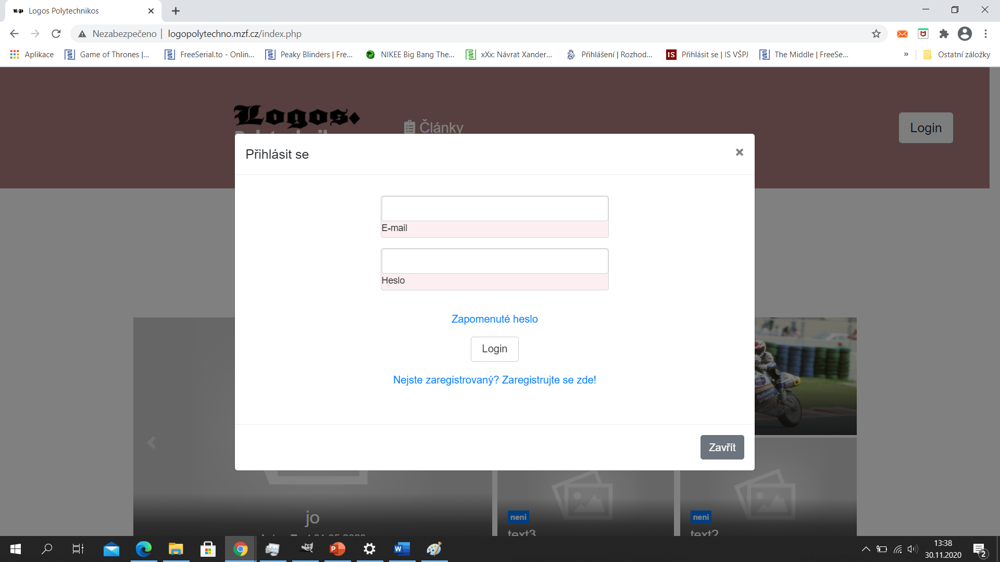 Logos Polytechnikos
Nezabezpečeno | logopolytechno.mzf.cz/index.php
Aplikace
Game of Thrones |...
FreeSerial.to - Onlin...
Peaky Blinders | Fre...
NIKEE Big Bang The...
xXx: Návrat Xander...
Přihlášení | Rozhod...
IS
Přihlásit se | IS VŠPJ
The Middle | FreeSe...
»
Ostatní záložky
Logos
Články
Login
Přihlásit se
×
E-mail
Heslo
Zapomenuté heslo
Login
Nejste zaregistrovaný? Zaregistrujte se zde!
Zavřít
jo
neni
text3
neni
text2
13:38
30.11.2020
2